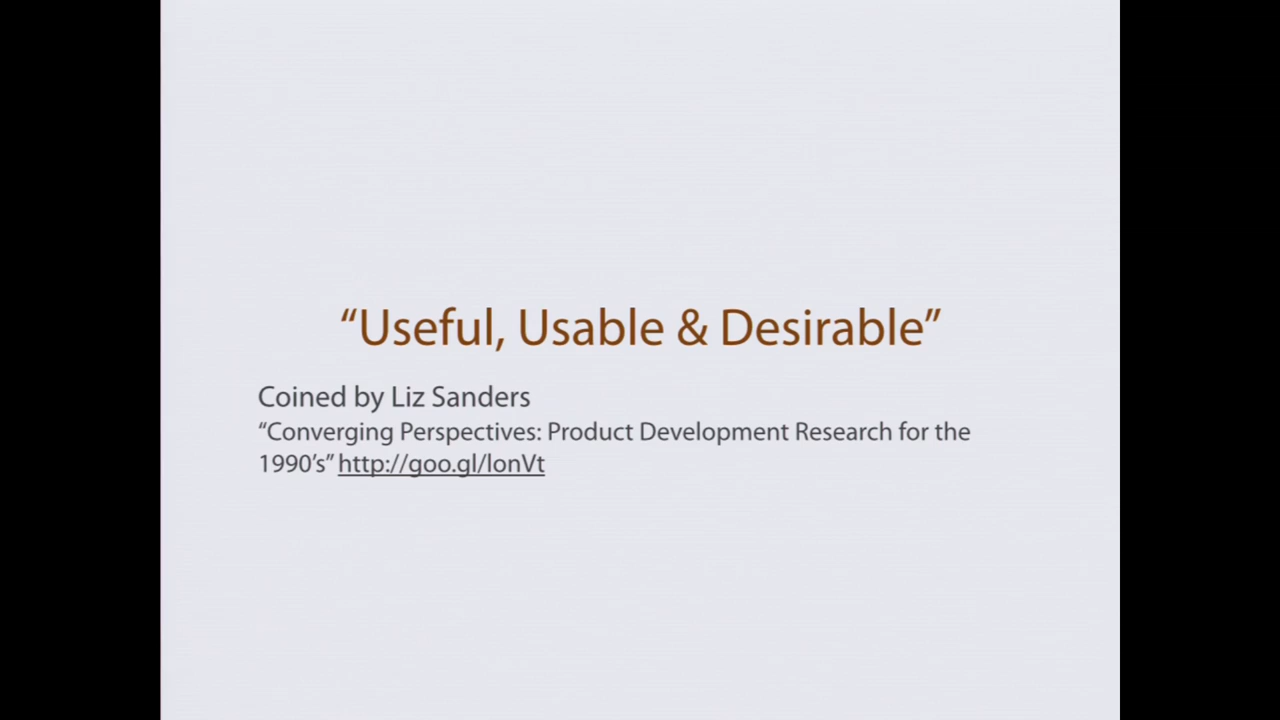 “Useful, Usable & Desirable”
Coined by Liz Sanders
“Converging Perspectives: Product Development Research for the
1990’s” http://goo.gl/lonVt